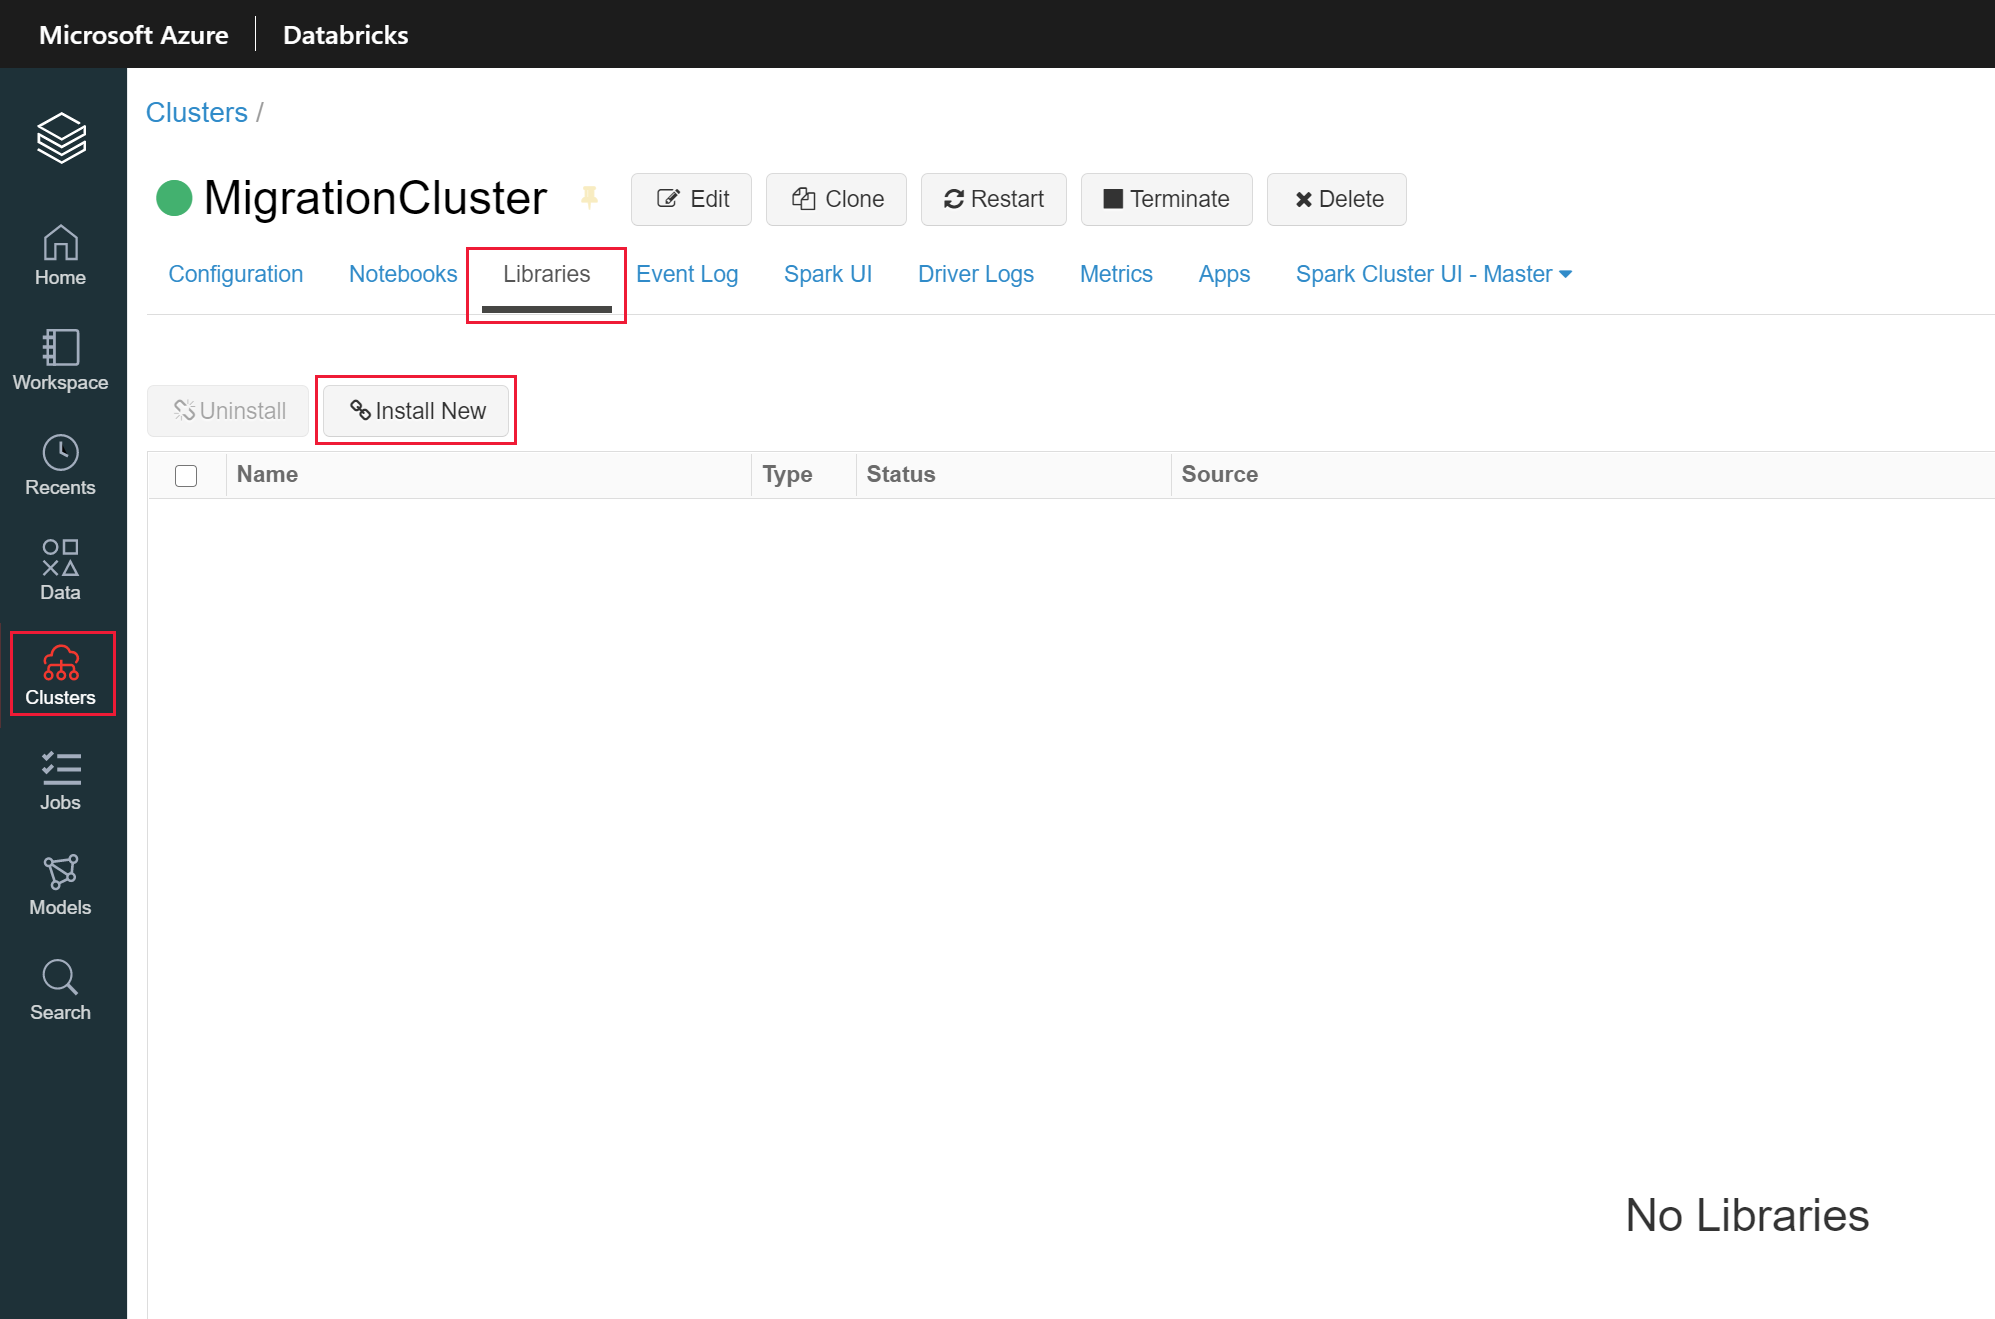 Microsoft Azure Databricks
Clusters /
MigrationCluster Edit Clone Restart Terminate Delete
Configuration Notebooks Libraries Event Log Spark UI Driver Logs Metrics Apps Spark Cluster UI - Master
Uninstall Install New
Name Type Status Source
No Libraries
Home
Workspace
Recents
Data
Clusters
Jobs
Models
Search